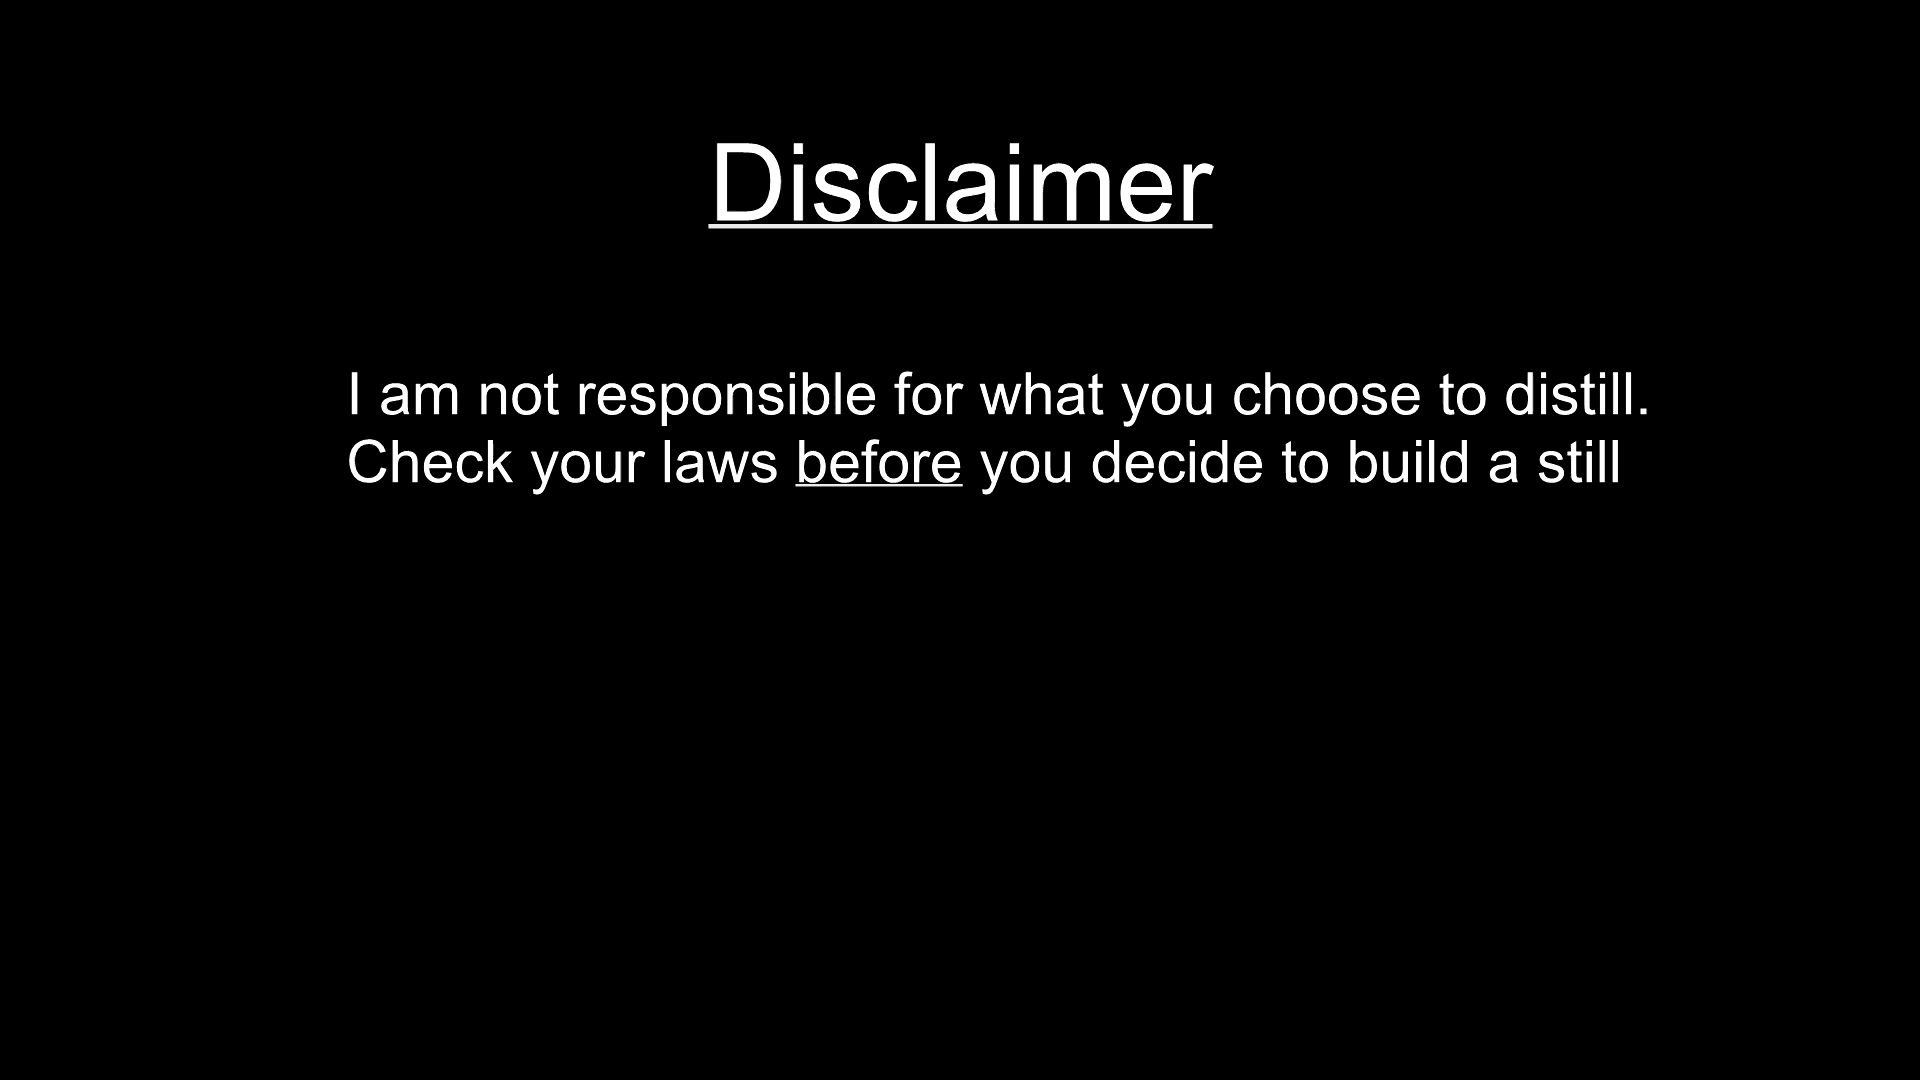 Disclaimer
I am not responsible for what you choose to distill.
Check your laws before you decide to build a still